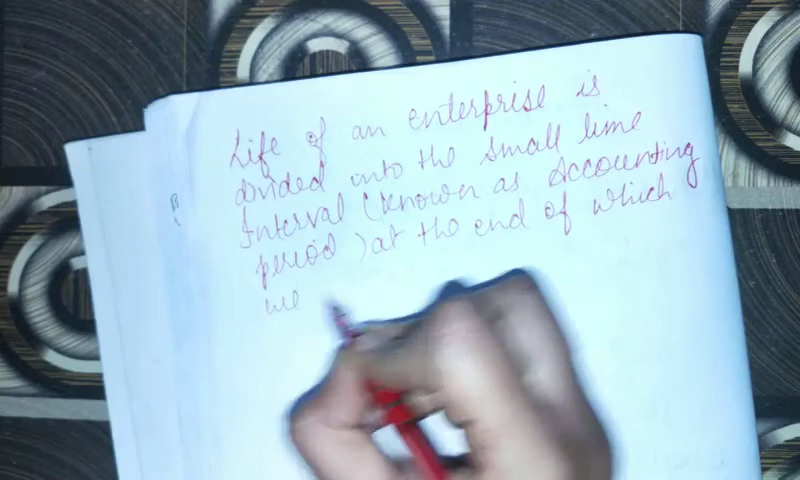 Life of an enterprise is
divided into the small time
Interval (known as Accounting
period) at the end of which
we